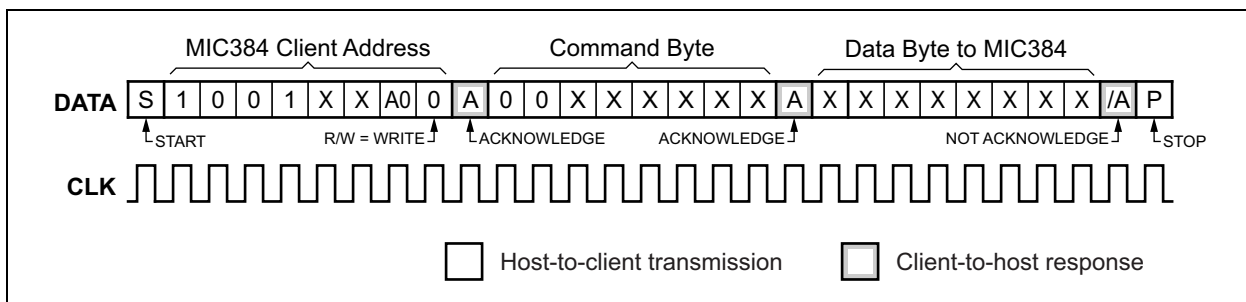 MIC384 Client Address Command Byte Data Byte to MIC384
DATA S 1 0 0 1 X X A0 0 A 0 0 X X X X X X A X X X X X X X X /A P
START R/W = WRITE ACKNOWLEDGE ACKNOWLEDGE NOT ACKNOWLEDGE STOP
CLK
Host-to-client transmission Client-to-host response